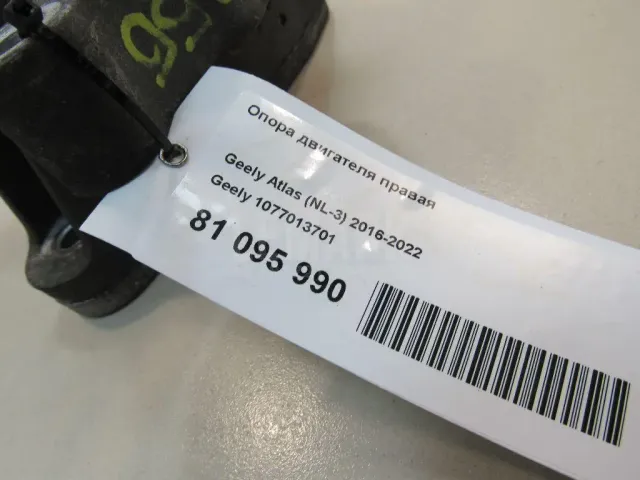 Опора двигателя правая
Geely Atlas (NL-3) 2016-2022
Geely 1077013701
81 095 990